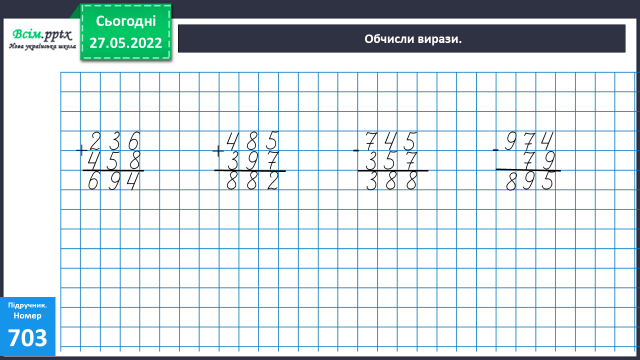 Всім.pptx
Нова українська школа
Сьогодні
27.05.2022
Обчисли вирази.
+ 236
458
694
+ 485
397
882
- 745
357
388
- 974
79
895
Підручник.
Номер
703